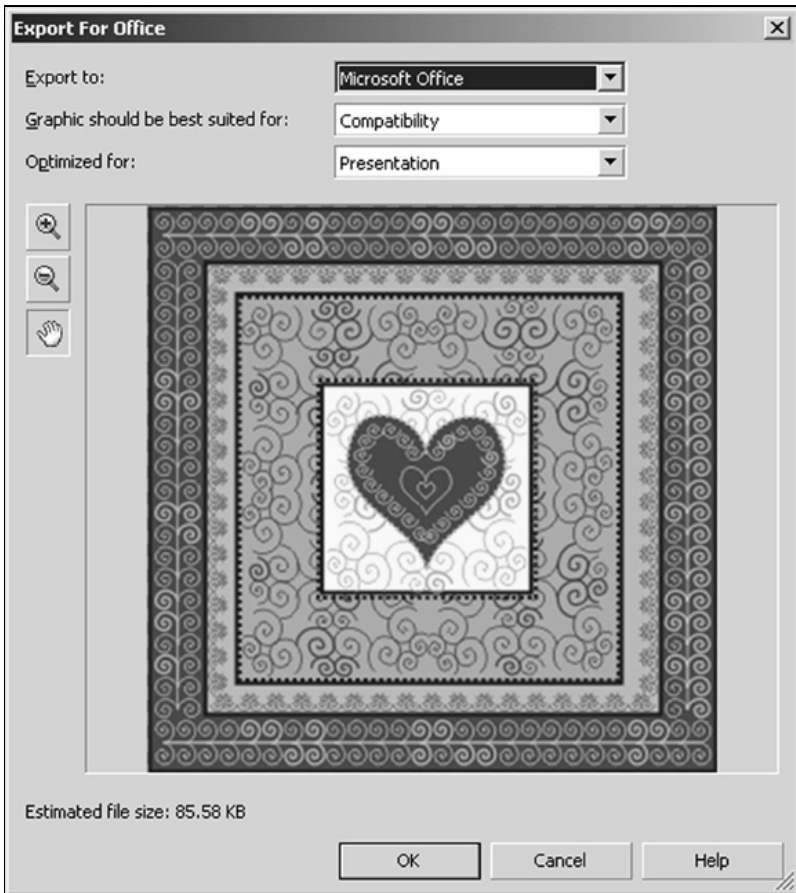 Export For Office
Export to: Microsoft Office
Graphic should be best suited for: Compatibility
Optimized for: Presentation
Estimated file size: 85.58 KB
OK Cancel Help